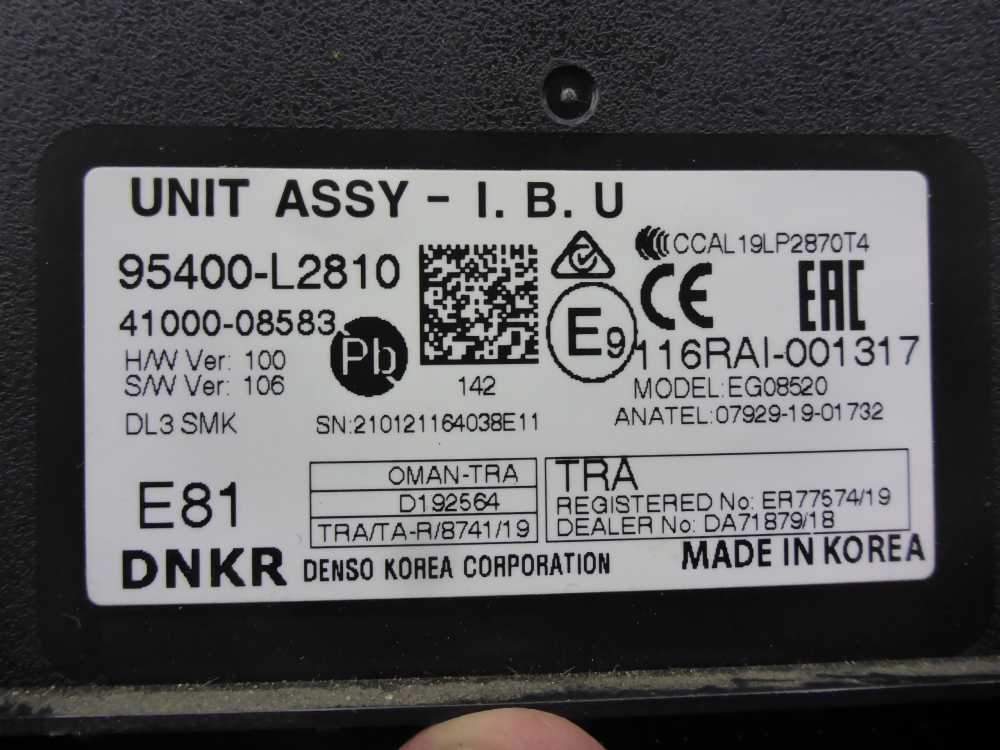 UNIT ASSY - I. B. U
95400-L2810
41000-08583
H/W Ver: 100
S/W Ver: 106
Pb
142
DL3 SMK
SN:210121164038E11
CCAL19LP2870T4
CE
EAC
E9
116RAI-001317
MODEL:EG08520
ANATEL:07929-19-01732
E81
OMAN-TRA
D192564
TRA/TA-R/8741/19
TRA
REGISTERED No: ER77574/19
DEALER No: DA71879/18
DNKR DENSO KOREA CORPORATION
MADE IN KOREA